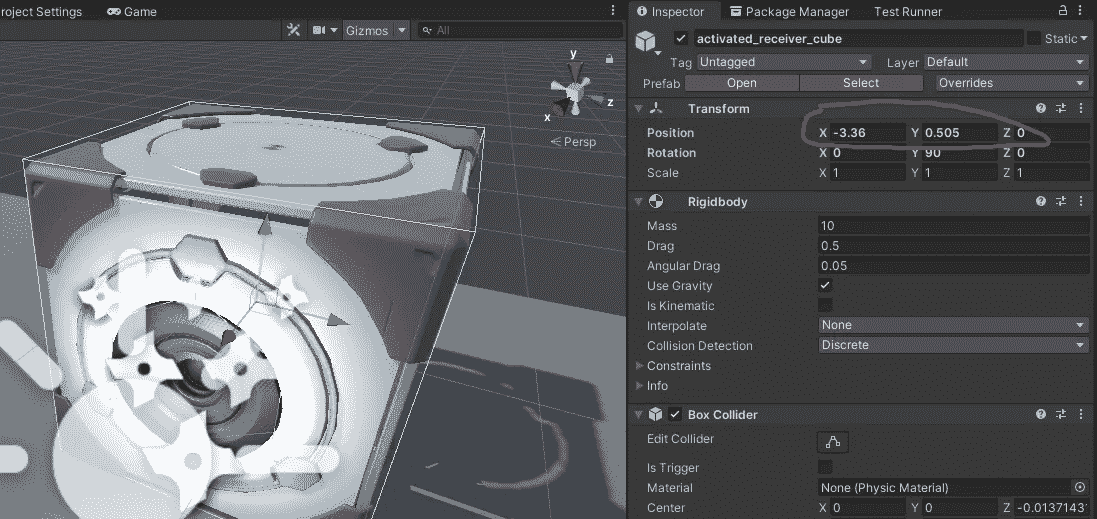 roject Settings Game
Inspector Package Manager Test Runner
Gizmos All
activated_receiver_cube Static
Tag Untagged Layer Default
Prefab Open Select Overrides
y
z
x
Persp
Transform
Position X -3.36 Y 0.505 Z 0
Rotation X 0 Y 90 Z 0
Scale X 1 Y 1 Z 1
Rigidbody
Mass 10
Drag 0.5
Angular Drag 0.05
Use Gravity
Is Kinematic
Interpolate None
Collision Detection Discrete
Constraints
Info
Box Collider
Edit Collider
Is Trigger
Material None (Physic Material)
Center X 0 Y 0 Z -0.0137143